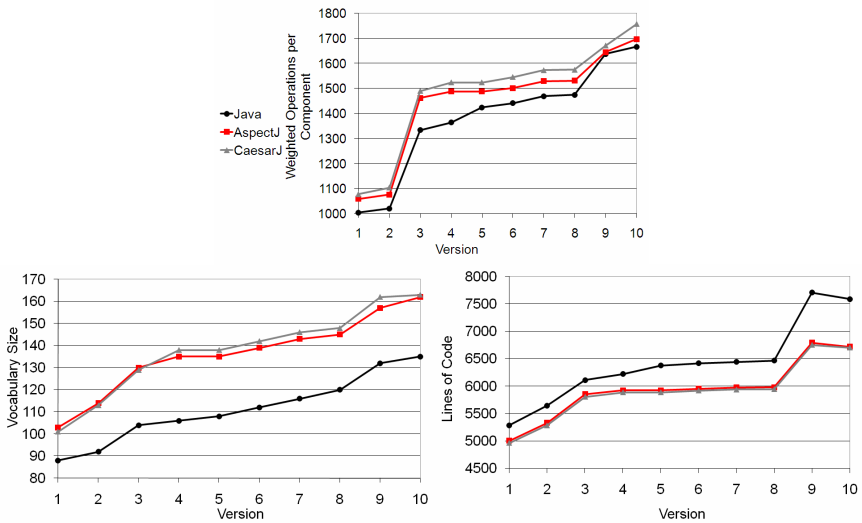 1800
1700
1600
1500
1400
1300
1200
1100
1000
Weighted Operations per
Component
Java
AspectJ
CaesarJ
1 2 3 4 5 6 7 8 9 10
Version
170
160
150
140
130
120
110
100
90
80
Vocabulary Size
1 2 3 4 5 6 7 8 9 10
Version
8000
7500
7000
6500
6000
5500
5000
4500
Lines of Code
1 2 3 4 5 6 7 8 9 10
Version